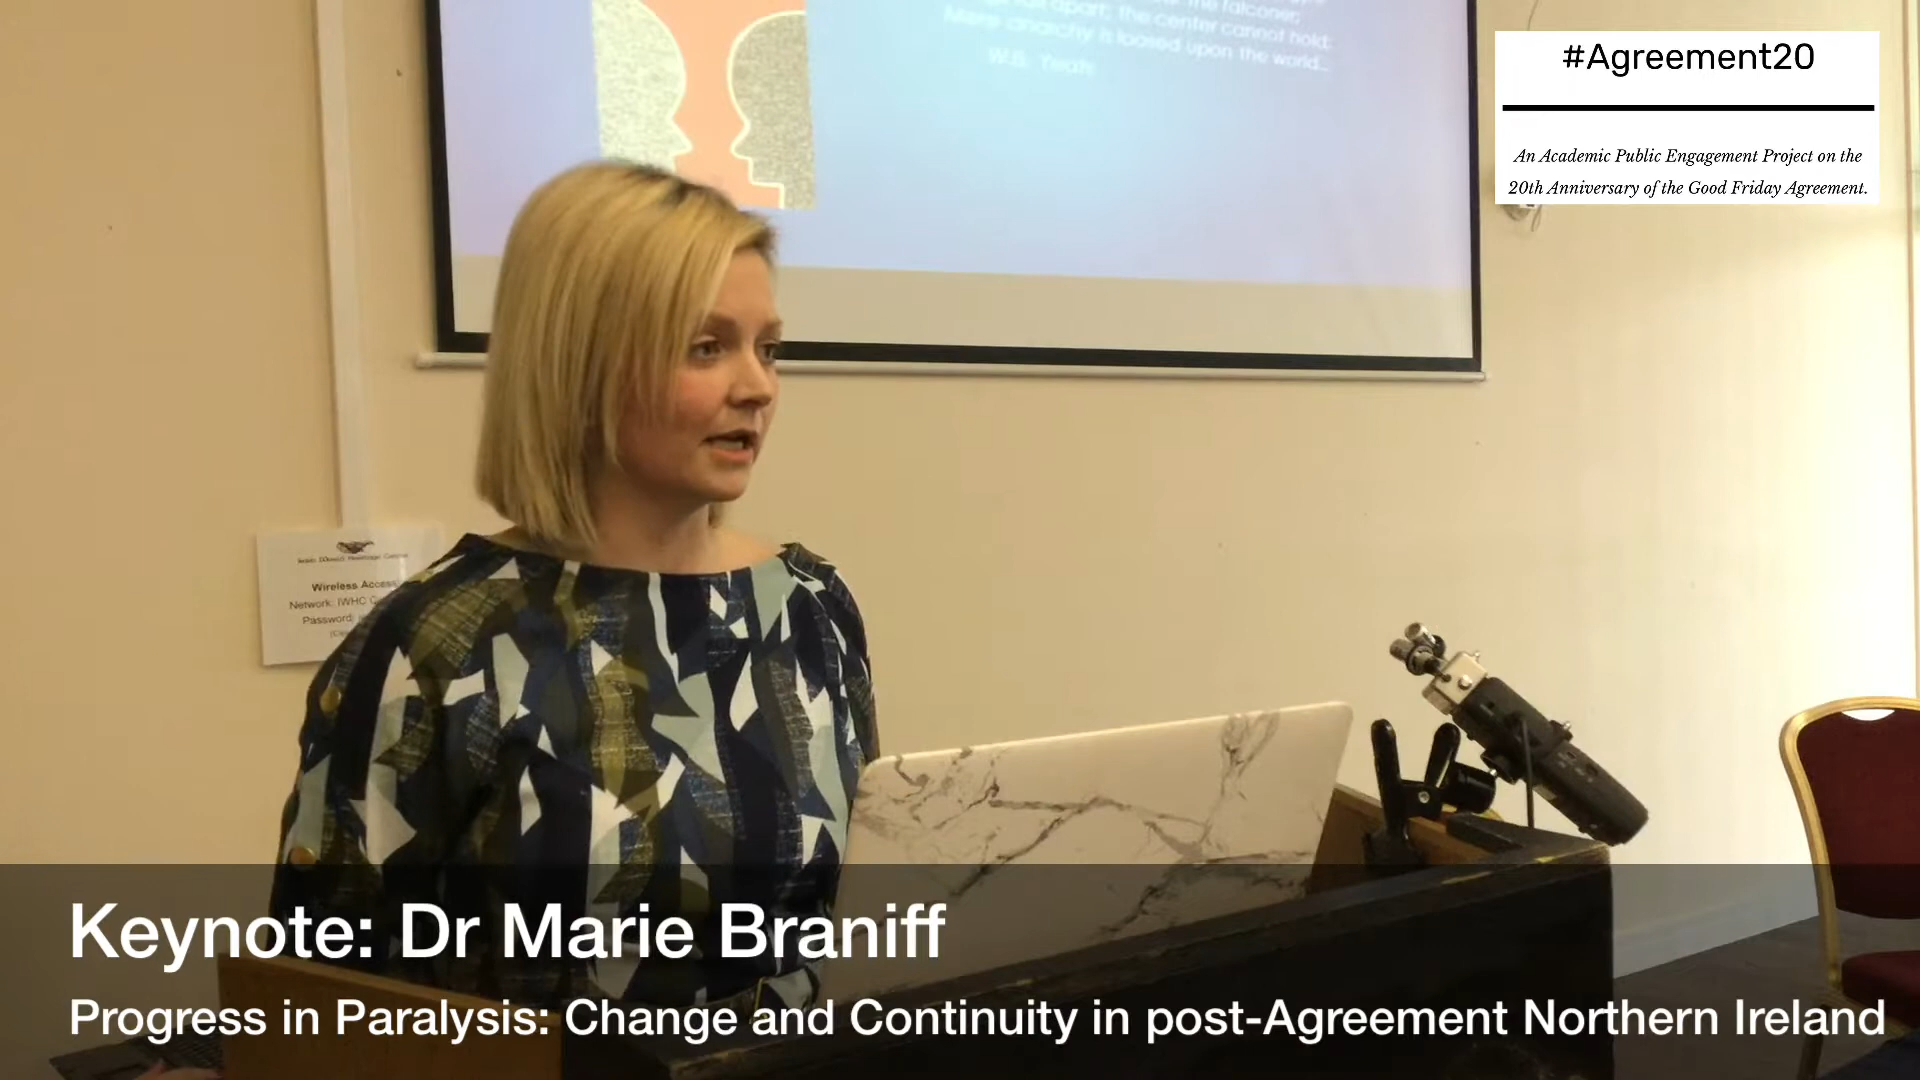 the falconer;
apart; the center cannot hold;
Mere anarchy is loosed upon the world...
W.B. Yeats
#Agreement20
An Academic Public Engagement Project on the
20th Anniversary of the Good Friday Agreement.
Wireless Access
Network: IWHC
Password:
Keynote: Dr Marie Braniff
Progress in Paralysis: Change and Continuity in post-Agreement Northern Ireland